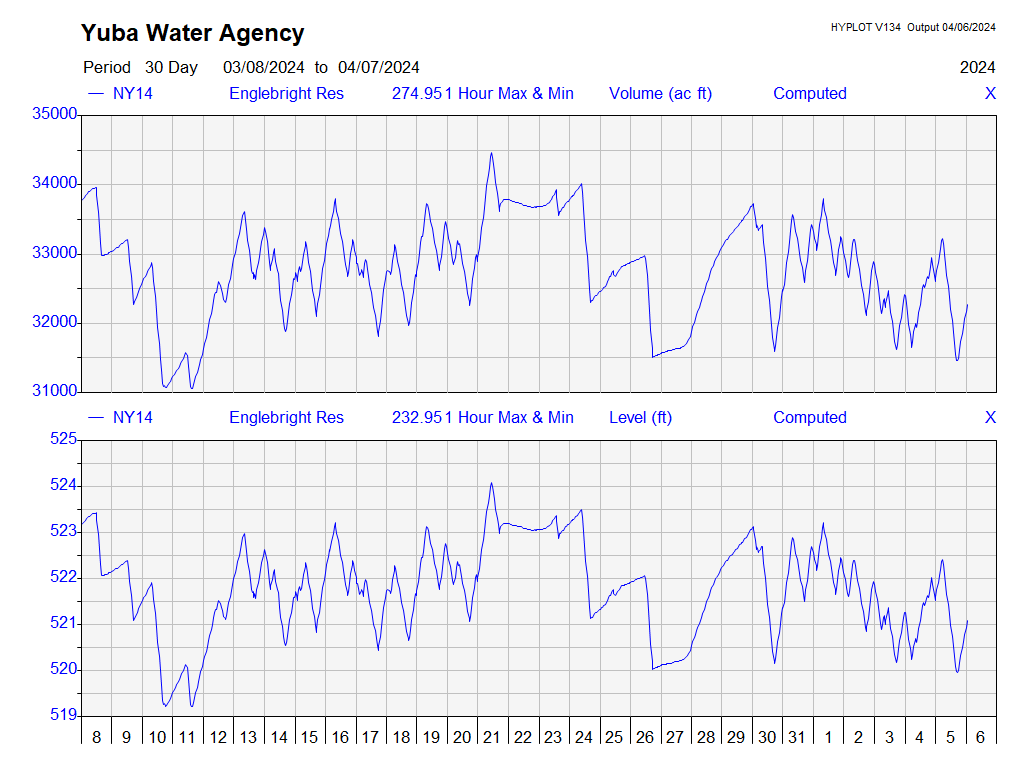 Yuba Water Agency
HYPLOT V134 Output 04/06/2024
Period 30 Day 03/08/2024 to 04/07/2024 2024
NY14 Englebright Res 274.95 1 Hour Max & Min Volume (ac ft) Computed X
35000
34000
33000
32000
31000
NY14 Englebright Res 232.95 1 Hour Max & Min Level (ft) Computed X
525
524
523
522
521
520
519
8 9 10 11 12 13 14 15 16 17 18 19 20 21 22 23 24 25 26 27 28 29 30 31 1 2 3 4 5 6